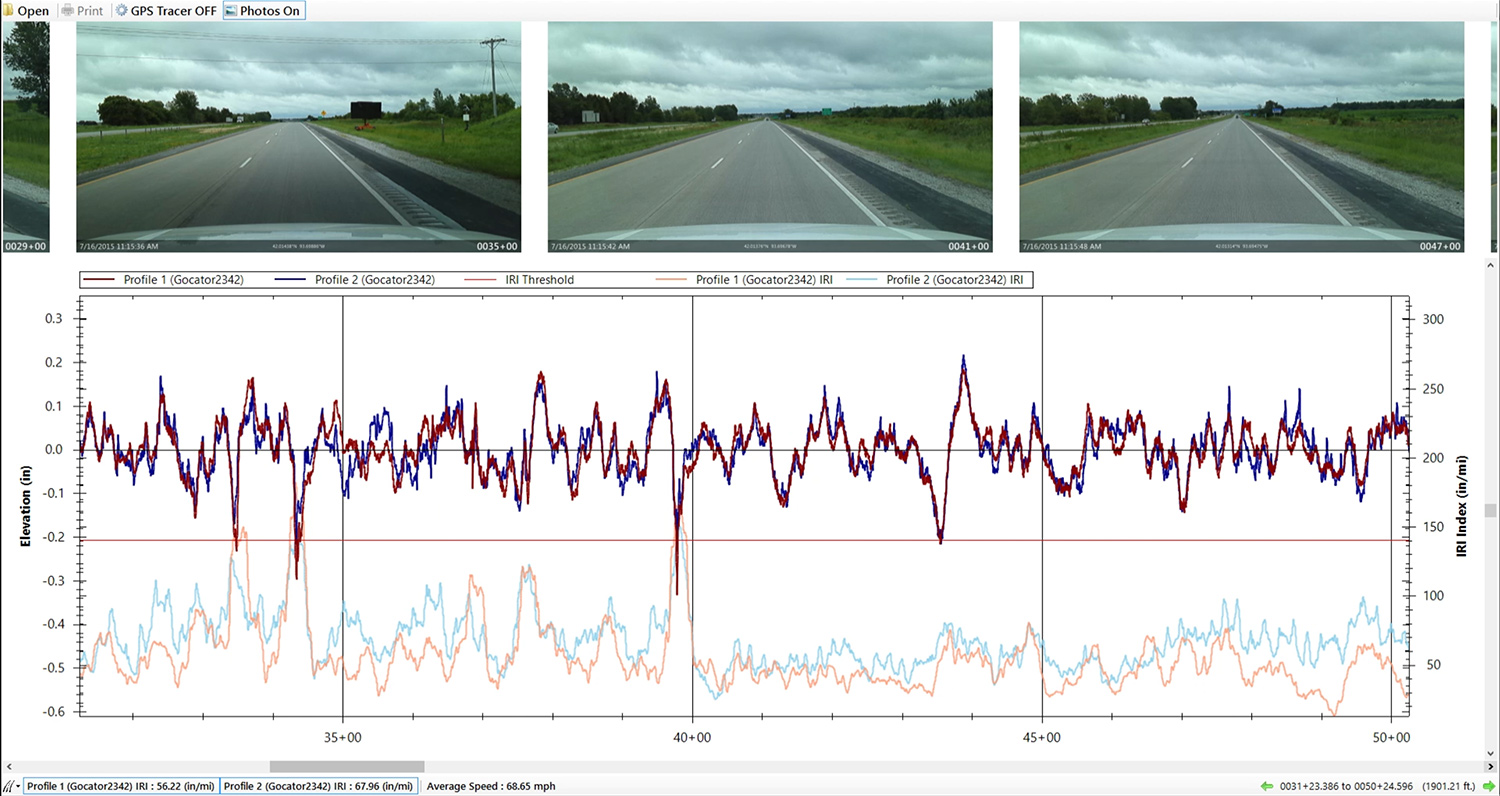 Open Print GPS Tracer OFF Photos On
0029+00
7/16/2015 11:15:36 AM 0035+00
7/16/2015 11:15:42 AM 0041+00
7/16/2015 11:15:48 AM 0047+00
Profile 1 (Gocator2342) Profile 2 (Gocator2342) IRI Threshold Profile 1 (Gocator2342) IRI Profile 2 (Gocator2342) IRI
Elevation (in)
0.3
0.2
0.1
0.0
-0.1
-0.2
-0.3
-0.4
-0.5
-0.6
300
250
200
150
100
50
IRI Index (in/mi)
35+00 40+00 45+00 50+00
Profile 1 (Gocator2342) IRI : 56.22 (in/mi) Profile 2 (Gocator2342) IRI : 67.96 (in/mi) Average Speed : 68.65 mph 0031+23.386 to 0050+24.596 (1901.21 ft.)